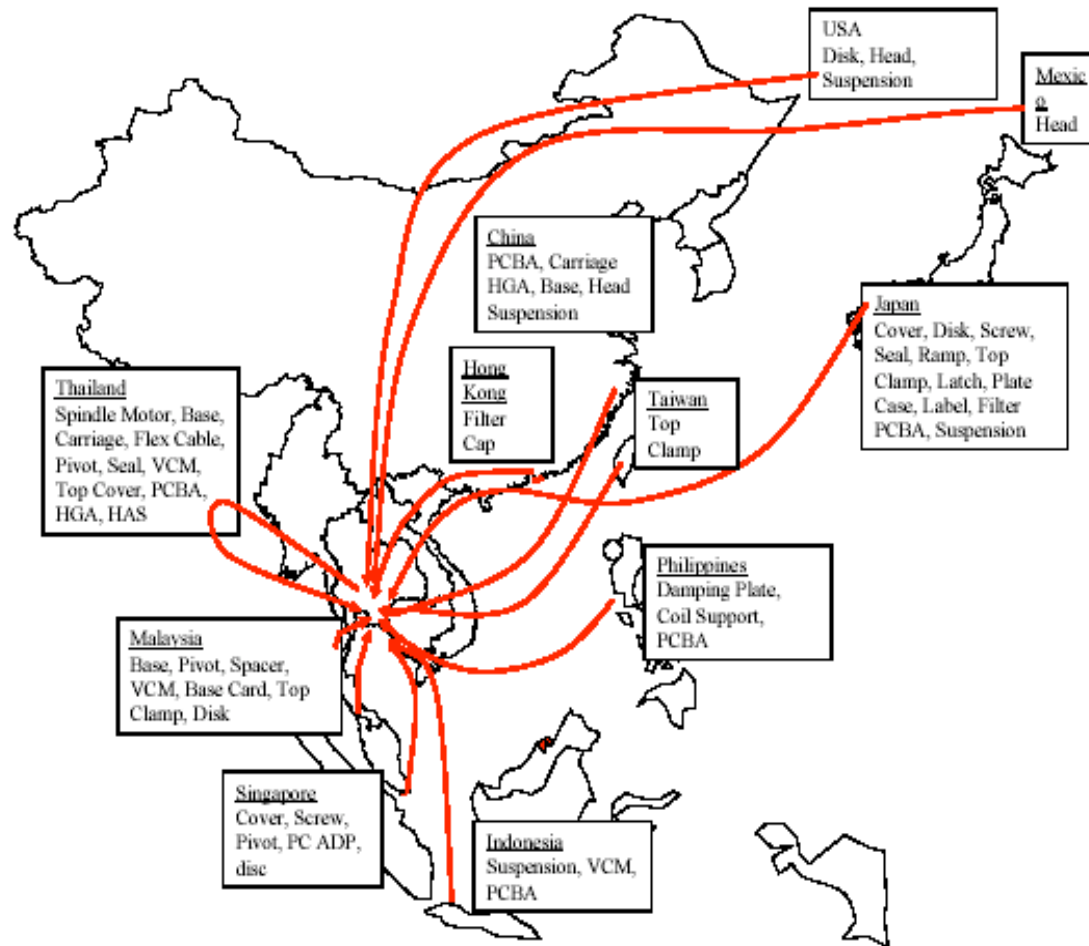 USA
Disk, Head,
Suspension
Mexic
o
Head
China
PCBA, Carriage
HGA, Base, Head
Suspension
Japan
Cover, Disk, Screw,
Seal, Ramp, Top
Clamp, Latch, Plate
Case, Label, Filter
PCBA, Suspension
Hong
Kong
Filter
Cap
Taiwan
Top
Clamp
Thailand
Spindle Motor, Base,
Carriage, Flex Cable,
Pivot, Seal, VCM,
Top Cover, PCBA,
HGA, HAS
Philippines
Damping Plate,
Coil Support,
PCBA
Malaysia
Base, Pivot, Spacer,
VCM, Base Card, Top
Clamp, Disk
Singapore
Cover, Screw,
Pivot, PC ADP,
disc
Indonesia
Suspension, VCM,
PCBA